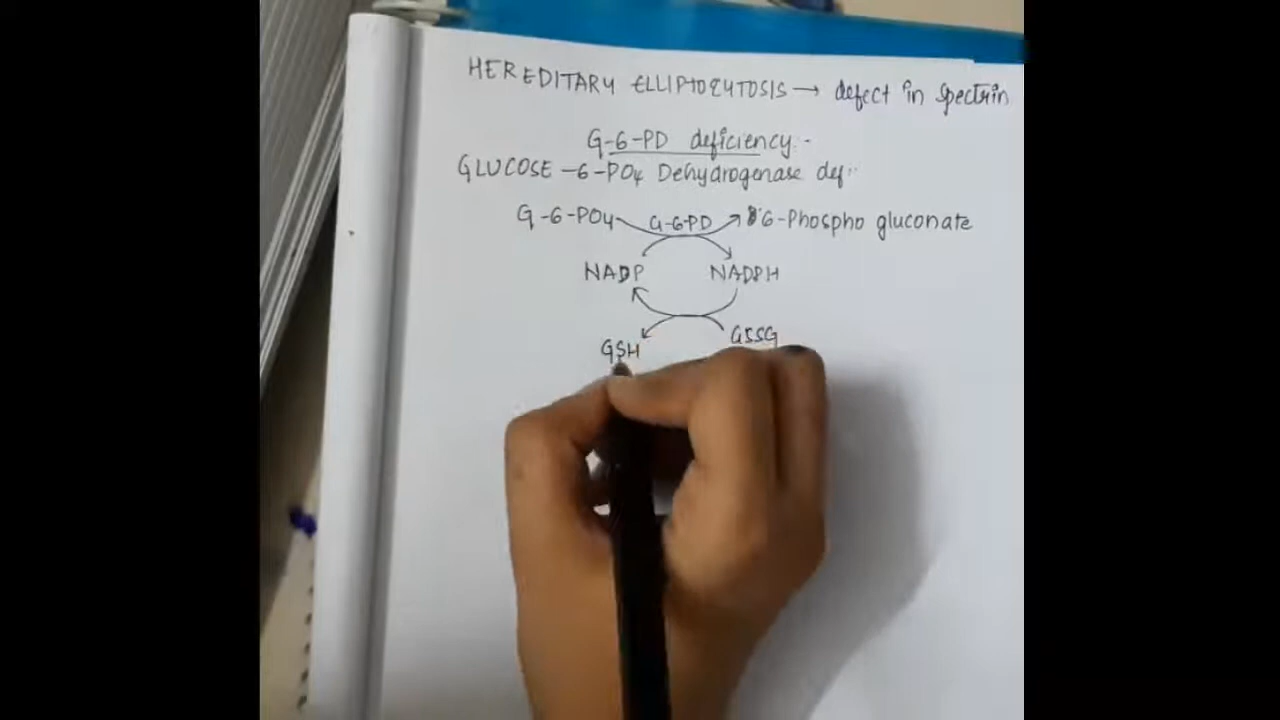 HEREDITARY ELLIPTOCYTOSIS → defect in spectrin
G-6-PD deficiency :-
GLUCOSE -6-PO4 Dehydrogenase def:-
G-6-PO4 G-6-PD 6-Phospho gluconate
NADP NADPH
GSH GSSG